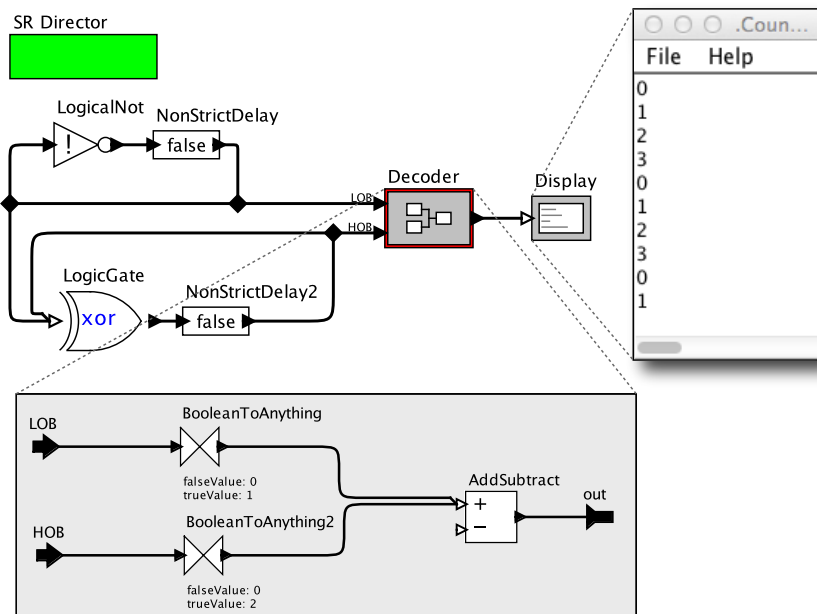 SR Director
.Coun...
File Help
0
1
2
3
0
1
2
3
0
1
LogicalNot
!
NonStrictDelay
false
Decoder
LOB
HOB
Display
LogicGate
xor
NonStrictDelay2
false
LOB
BooleanToAnything
falseValue: 0
trueValue: 1
AddSubtract
+
−
out
HOB
BooleanToAnything2
falseValue: 0
trueValue: 2